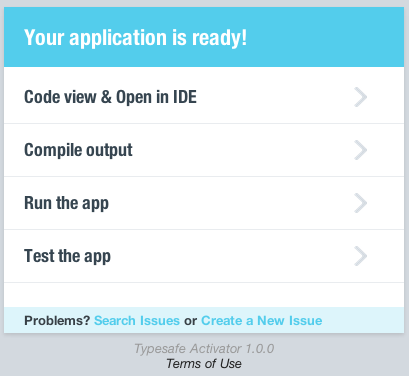 Your application is ready!
Code view & Open in IDE
Compile output
Run the app
Test the app
Problems? Search Issues or Create a New Issue
Typesafe Activator 1.0.0
Terms of Use